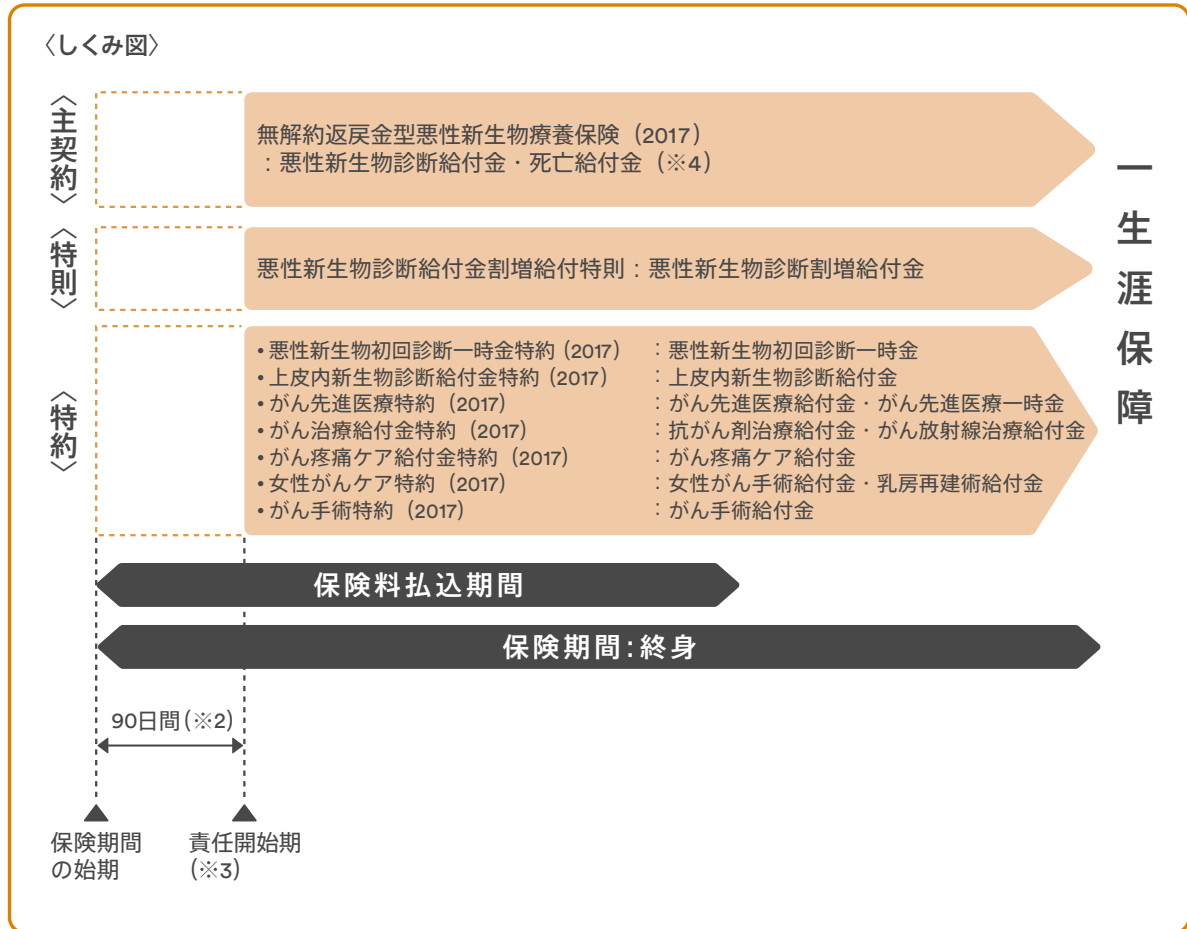 〈しくみ図〉
〈主契約〉
無解約返戻金型悪性新生物療養保険（2017）
：悪性新生物診断給付金・死亡給付金（※4）
〈特則〉
悪性新生物診断給付金割増給付特則：悪性新生物診断割増給付金
〈特約〉
•悪性新生物初回診断一時金特約（2017）：悪性新生物初回診断一時金
•上皮内新生物診断給付金特約（2017）：上皮内新生物診断給付金
•がん先進医療特約（2017）：がん先進医療給付金・がん先進医療一時金
•がん治療給付金特約（2017）：抗がん剤治療給付金・がん放射線治療給付金
•がん疼痛ケア給付金特約（2017）：がん疼痛ケア給付金
•女性がんケア特約（2017）：女性がん手術給付金・乳房再建術給付金
•がん手術特約（2017）：がん手術給付金
一生涯保障
保険料払込期間
保険期間：終身
90日間（※2）
保険期間
の始期
責任開始期
（※3）